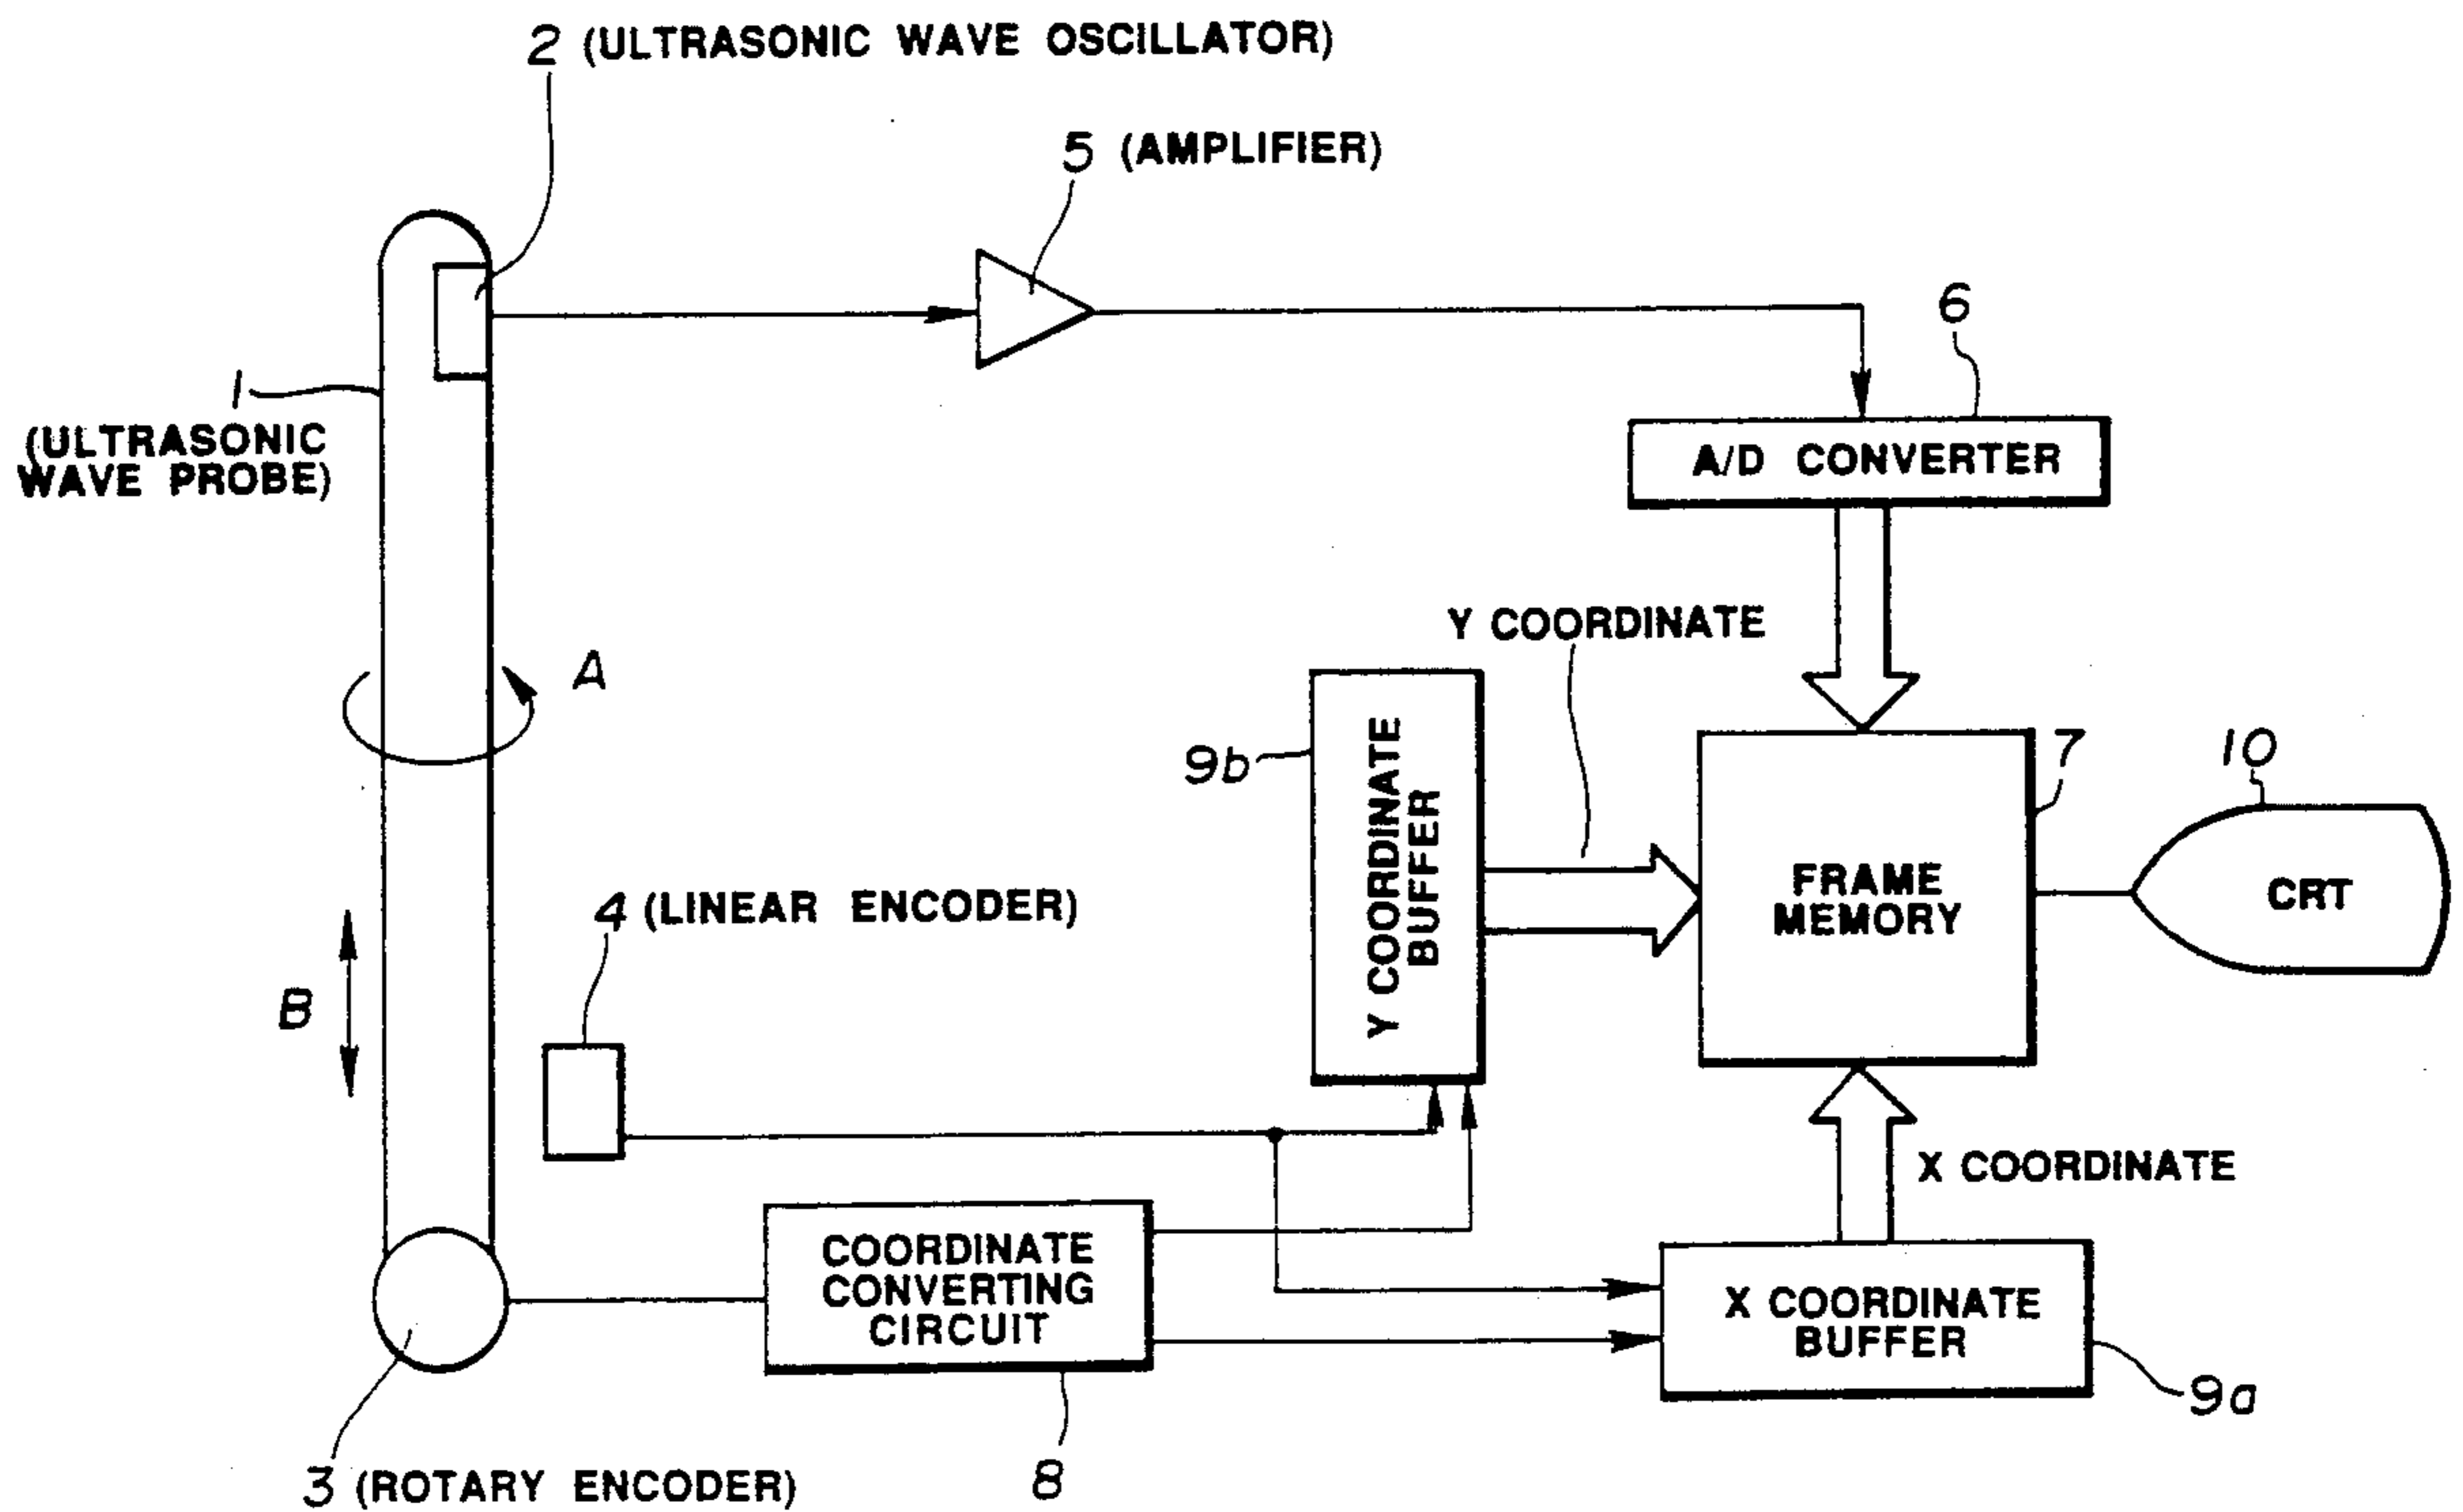 2 (ULTRASONIC WAVE OSCILLATOR)
5 (AMPLIFIER)
6
1
(ULTRASONIC
WAVE PROBE)
A/D CONVERTER
Y COORDINATE
A
9b
Y COORDINATE
BUFFER
7
10
FRAME
MEMORY
CRT
4 (LINEAR ENCODER)
B
X COORDINATE
COORDINATE
CONVERTING
CIRCUIT
X COORDINATE
BUFFER
9a
3 (ROTARY ENCODER)
8